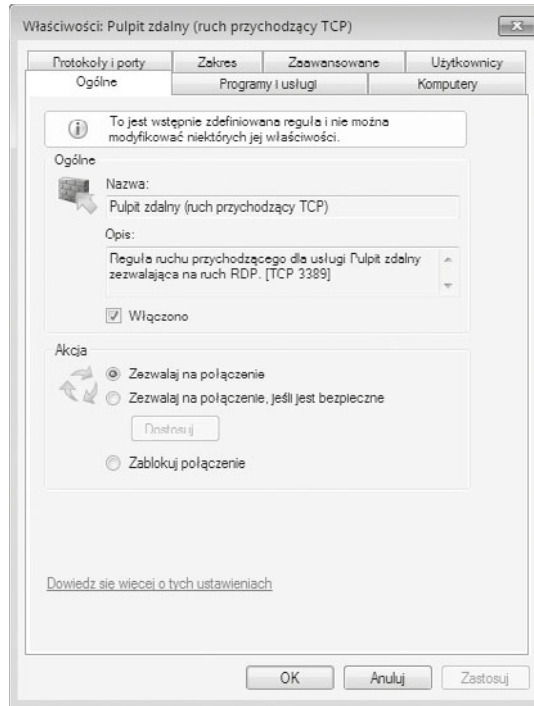 Właściwości: Pulpit zdalny (ruch przychodzący TCP)
Protokoły i porty Zakres Zaawansowane Użytkownicy
Ogólne Programy i usługi Komputery
To jest wstępnie zdefiniowana reguła i nie można
modyfikować niektórych jej właściwości.
Ogólne
Nazwa:
Pulpit zdalny (ruch przychodzący TCP)
Opis:
Reguła ruchu przychodzącego dla usługi Pulpit zdalny
zezwalająca na ruch RDP. [TCP 3389]
Włączono
Akcja
Zezwalaj na połączenie
Zezwalaj na połączenie, jeśli jest bezpieczne
Dostosuj...
Zablokuj połączenie
Dowiedz się więcej o tych ustawieniach
OK Anuluj Zastosuj